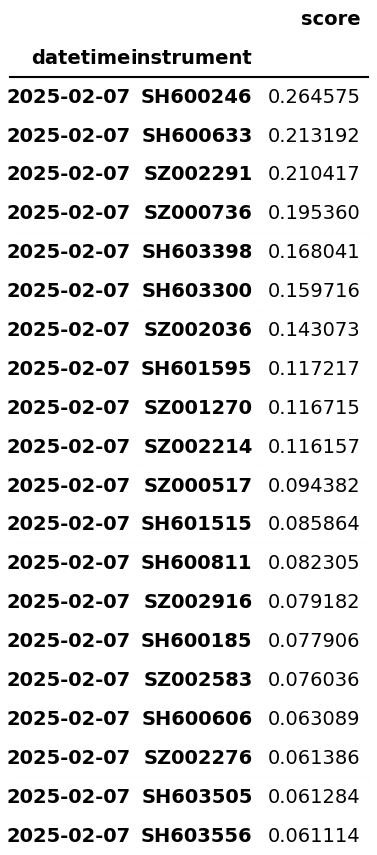 score
datetime instrument
2025-02-07 SH600246 0.264575
2025-02-07 SH600633 0.213192
2025-02-07 SZ002291 0.210417
2025-02-07 SZ000736 0.195360
2025-02-07 SH603398 0.168041
2025-02-07 SH603300 0.159716
2025-02-07 SZ002036 0.143073
2025-02-07 SH601595 0.117217
2025-02-07 SZ001270 0.116715
2025-02-07 SZ002214 0.116157
2025-02-07 SZ000517 0.094382
2025-02-07 SH601515 0.085864
2025-02-07 SH600811 0.082305
2025-02-07 SZ002916 0.079182
2025-02-07 SH600185 0.077906
2025-02-07 SZ002583 0.076036
2025-02-07 SH600606 0.063089
2025-02-07 SZ002276 0.061386
2025-02-07 SH603505 0.061284
2025-02-07 SH603556 0.061114